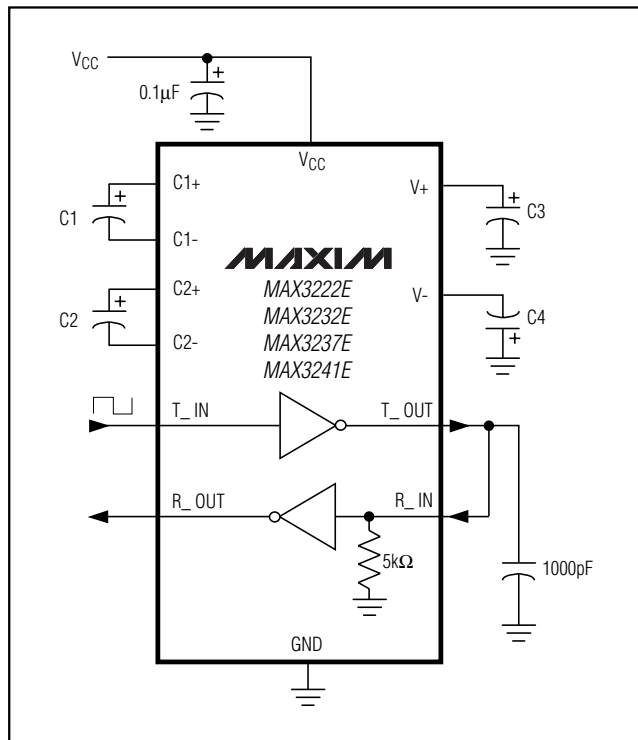 VCC
0.1µF
VCC
C1+
V+
C1
C3
C1-
MAXIM
C2+
MAX3222E
V-
C2
MAX3232E
C4
C2-
MAX3237E
MAX3241E
T_ IN
T_ OUT
R_ OUT
R_ IN
5kΩ
1000pF
GND